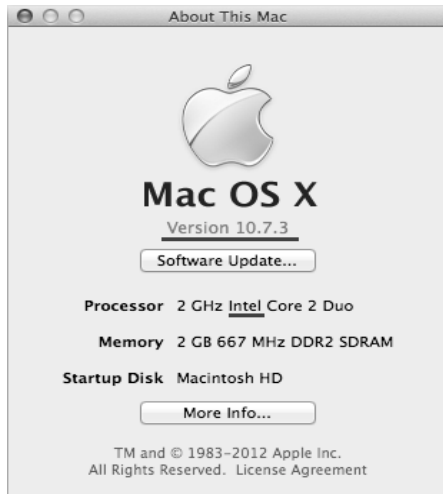 About This Mac
Mac OS X
Version 10.7.3
Software Update...
Processor 2 GHz Intel Core 2 Duo
Memory 2 GB 667 MHz DDR2 SDRAM
Startup Disk Macintosh HD
More Info...
TM and © 1983–2012 Apple Inc.
All Rights Reserved. License Agreement